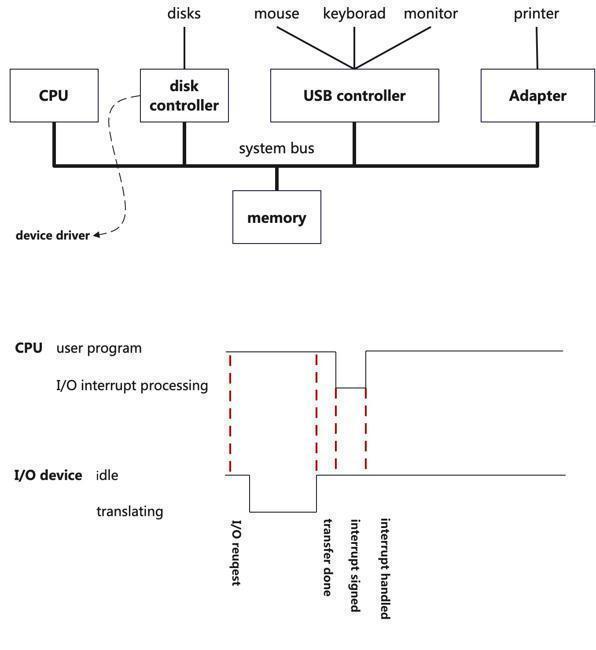 disks
mouse
keyborad
monitor
printer
CPU
disk
controller
USB controller
Adapter
system bus
memory
device driver
CPU user program
I/O interrupt processing
I/O device idle
translating
I/O reuqest
transfer done
interrupt signed
interrupt handled